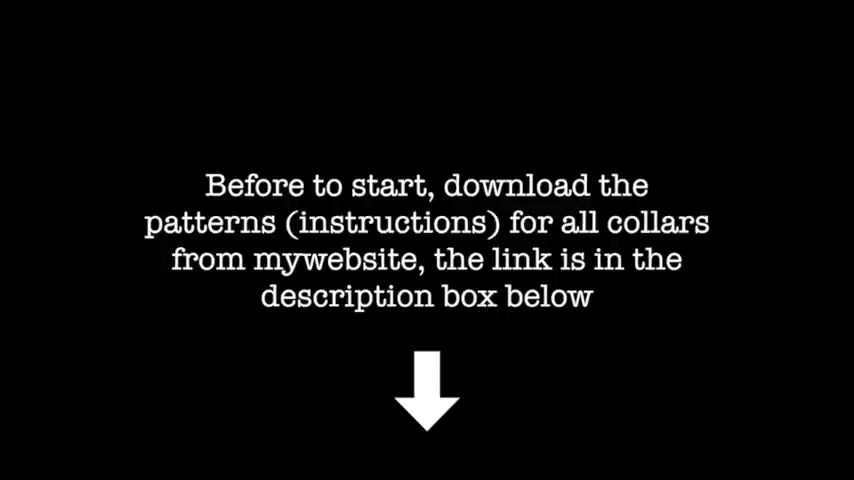 Before to start, download the
patterns (instructions) for all collars
from mywebsite, the link is in the
description box below